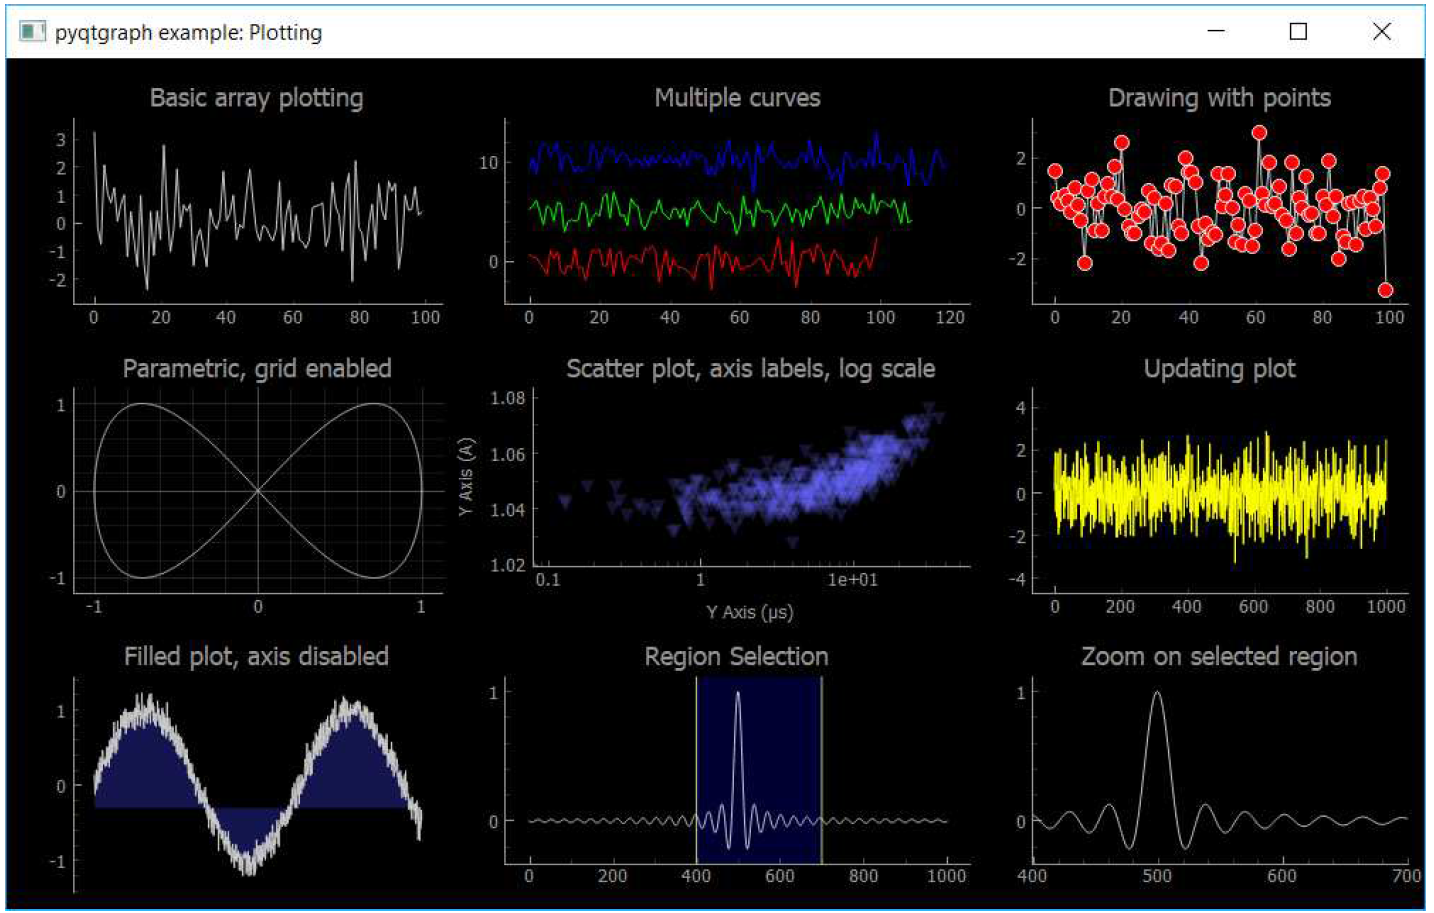 pyqtgraph example: Plotting
Basic array plotting
3
2
1
0
-1
-2
0 20 40 60 80 100
Multiple curves
10
0
0 20 40 60 80 100 120
Drawing with points
2
0
-2
0 20 40 60 80 100
Parametric, grid enabled
1
0
-1
-1 0 1
Scatter plot, axis labels, log scale
Y Axis (A)
1.08
1.06
1.04
1.02
0.1 1 1e+01
Y Axis (µs)
Updating plot
4
2
0
-2
-4
0 200 400 600 800 1000
Filled plot, axis disabled
1
0
-1
Region Selection
1
0
0 200 400 600 800 1000
Zoom on selected region
1
0
400 500 600 700